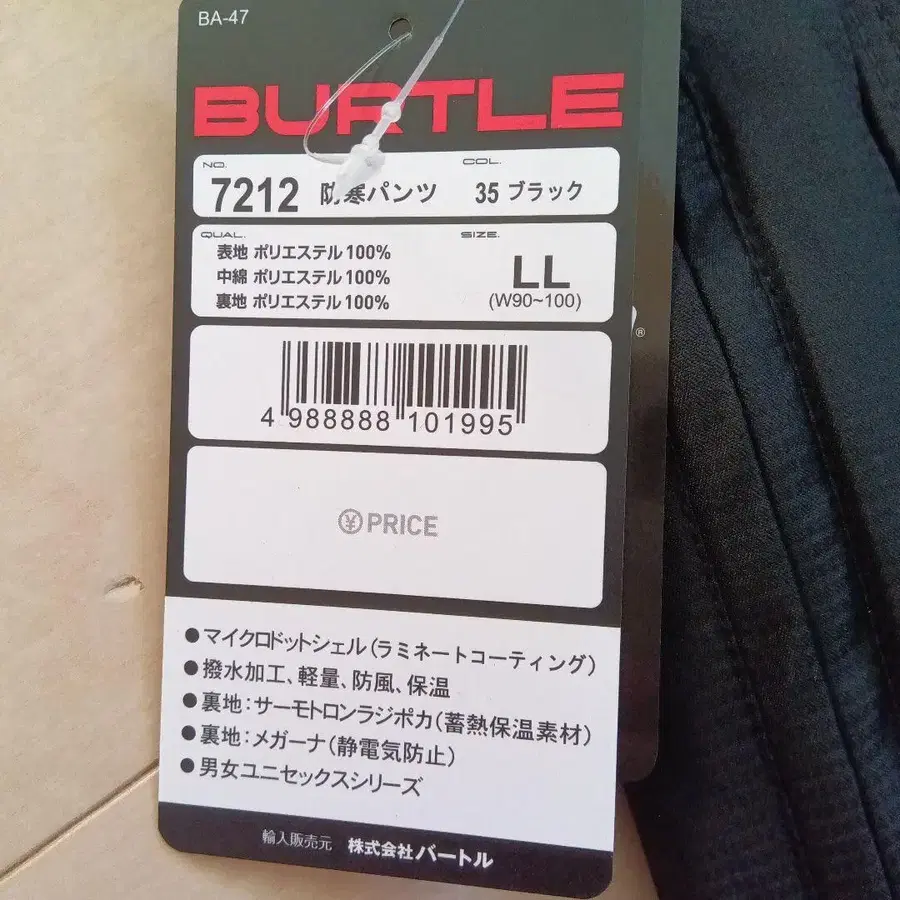 BA-47
BURTLE
NO.
COL.
7212 防寒パンツ 35 ブラック
QUAL.
SIZE.
表地 ポリエステル100%
中綿 ポリエステル100%
裏地 ポリエステル100%
LL
(W90~100)
4 988888 101995
¥PRICE
●マイクロドットシェル(ラミネートコーティング)
●撥水加工、軽量、防風、保温
●裏地:サーモトロンラジポカ(蓄熱保温素材)
●裏地:メガーナ(静電気防止)
●男女ユニセックスシリーズ
輸入販売元 株式会社バートル
®